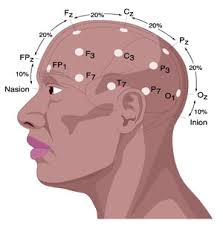 Fz
20%
Cz
20%
Pz
20%
20%
FPz
10%
Nasion
FP1
F3
F7
C3
T7
P3
P7
O1
Oz
10%
Inion